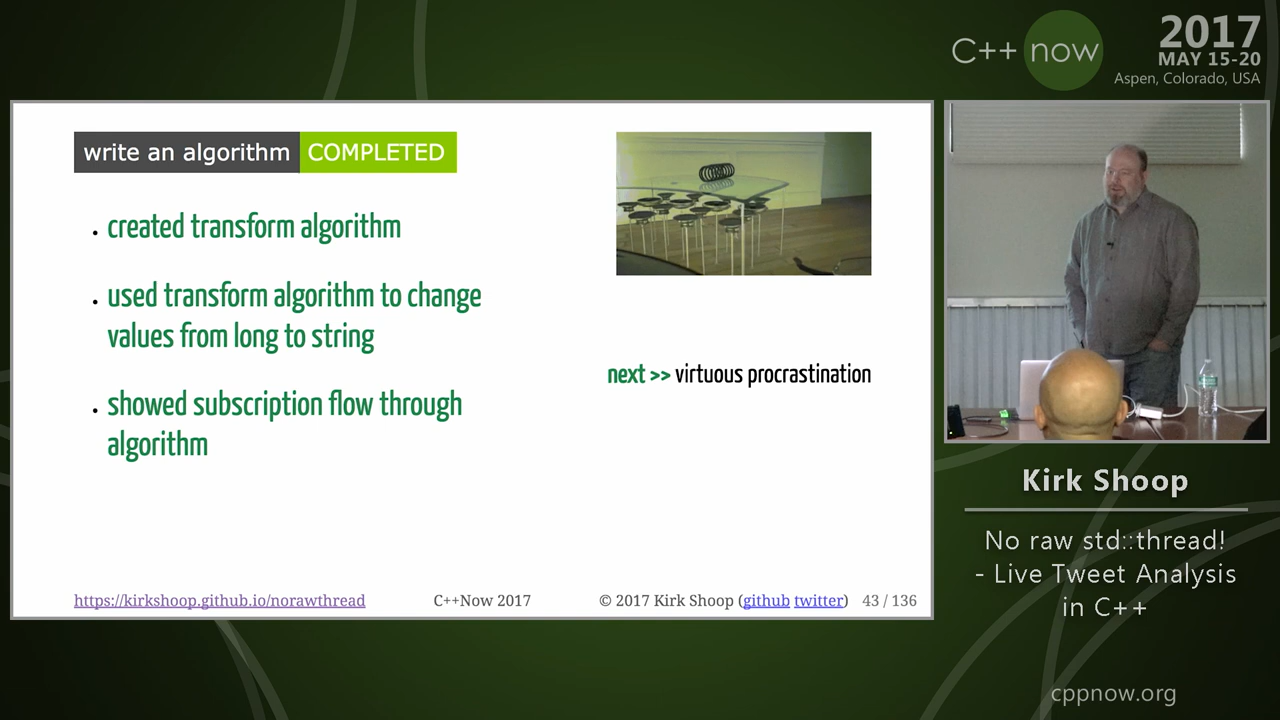 C++ now
2017
MAY 15-20
Aspen, Colorado, USA
write an algorithm COMPLETED
created transform algorithm
used transform algorithm to change
values from long to string
showed subscription flow through
algorithm
next >> virtuous procrastination
https://kirkshoop.github.io/norawthread
C++Now 2017
© 2017 Kirk Shoop (github twitter)
43 / 136
Kirk Shoop
No raw std::thread!
- Live Tweet Analysis
in C++
cppnow.org